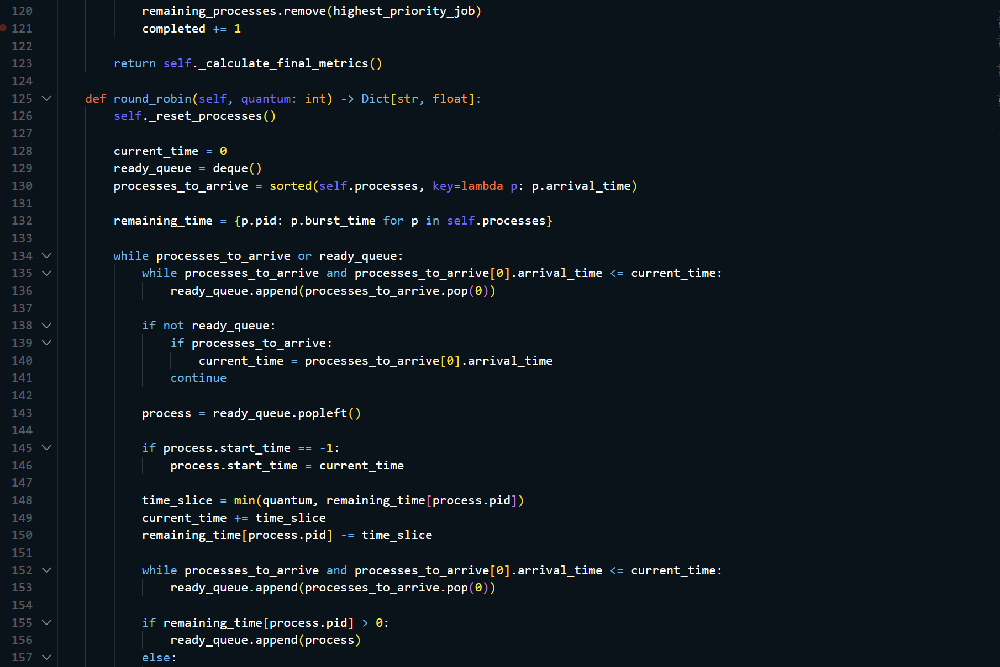 120 remaining_processes.remove(highest_priority_job)
121 completed += 1
122
123 return self._calculate_final_metrics()
124
125 def round_robin(self, quantum: int) -> Dict[str, float]:
126 self._reset_processes()
127
128 current_time = 0
129 ready_queue = deque()
130 processes_to_arrive = sorted(self.processes, key=lambda p: p.arrival_time)
131
132 remaining_time = {p.pid: p.burst_time for p in self.processes}
133
134 while processes_to_arrive or ready_queue:
135 while processes_to_arrive and processes_to_arrive[0].arrival_time <= current_time:
136 ready_queue.append(processes_to_arrive.pop(0))
137
138 if not ready_queue:
139 if processes_to_arrive:
140 current_time = processes_to_arrive[0].arrival_time
141 continue
142
143 process = ready_queue.popleft()
144
145 if process.start_time == -1:
146 process.start_time = current_time
147
148 time_slice = min(quantum, remaining_time[process.pid])
149 current_time += time_slice
150 remaining_time[process.pid] -= time_slice
151
152 while processes_to_arrive and processes_to_arrive[0].arrival_time <= current_time:
153 ready_queue.append(processes_to_arrive.pop(0))
154
155 if remaining_time[process.pid] > 0:
156 ready_queue.append(process)
157 else: